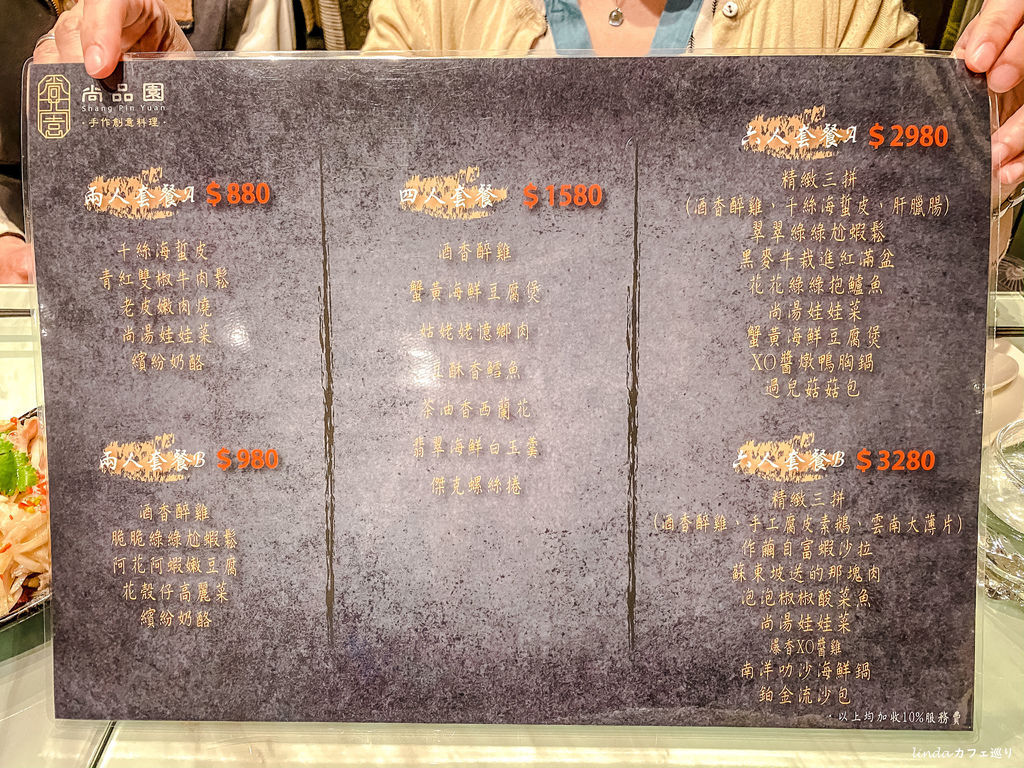 尚品園
Shang Pin Yuan
·手作創意料理·
兩人套餐A $880
千絲海蜇皮
青紅雙椒牛肉鬆
老皮嫩肉燒
尚湯娃娃菜
繽紛奶酪
兩人套餐B $980
酒香醉雞
脆脆綠綠尬蝦鬆
阿花阿蝦嫩豆腐
花殼仔高麗菜
繽紛奶酪
四人套餐 $1580
酒香醉雞
蟹黃海鮮豆腐煲
姑姥姥憶鄉肉
酥香鱈魚
茶油香西蘭花
翡翠海鮮白玉羹
傑克螺絲捲
六人套餐A $2980
精緻三拼
(酒香醉雞、千絲海蜇皮、肝臘腸)
翠翠綠綠尬蝦鬆
黑麥牛栽進紅滿盆
花花綠綠抱鱸魚
尚湯娃娃菜
蟹黃海鮮豆腐煲
XO醬燉鴨胸鍋
過兒菇菇包
六人套餐B $3280
精緻三拼
(酒香醉雞、手工腐皮素鵝、雲南大薄片)
作繭自富蝦沙拉
蘇東坡送的那塊肉
泡泡椒椒酸菜魚
尚湯娃娃菜
爆香XO醬雞
南洋叻沙海鮮鍋
鉑金流沙包
·以上均加收10%服務費
lindaカフェ巡り